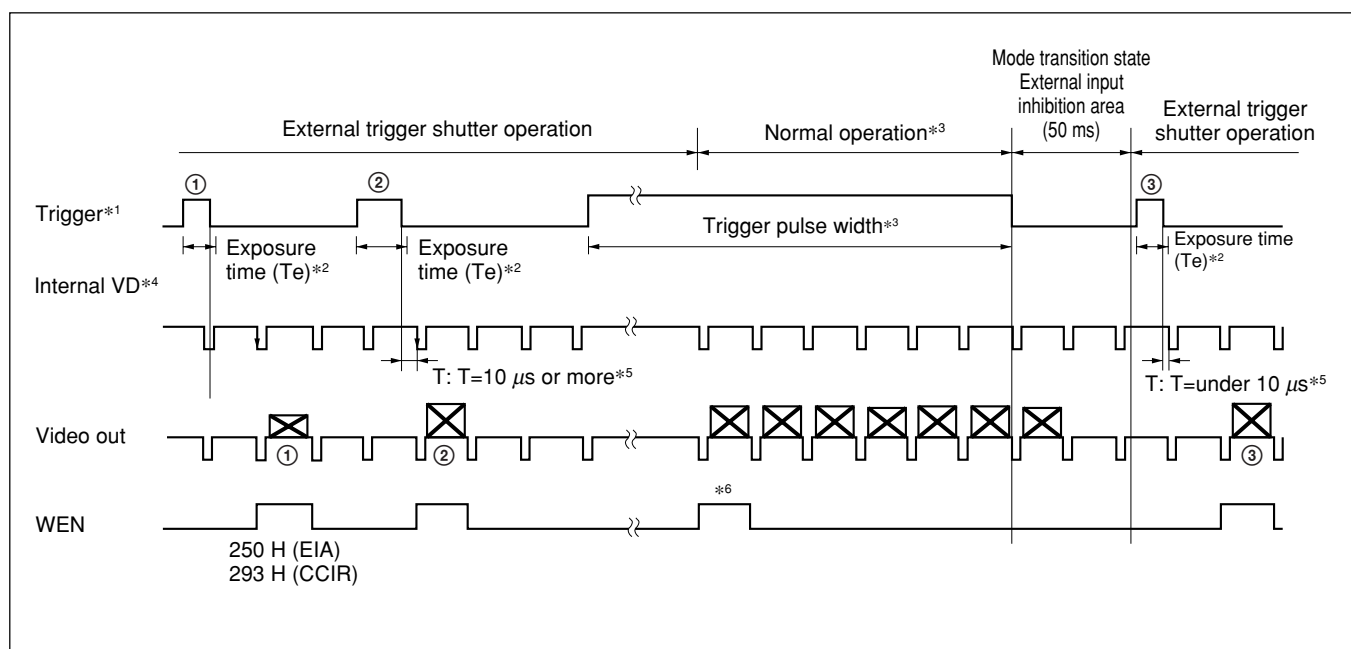 Mode transition state
External input
inhibition area
(50 ms)
External trigger shutter operation
Normal operation*3
External trigger
shutter operation
① ② ③
Trigger*1
Exposure
time (Te)*2
Exposure
time (Te)*2
Trigger pulse width*3
Exposure time
(Te)*2
Internal VD*4
T: T=10 μs or more*5
T: T=under 10 μs*5
Video out
① ② ③
*6
WEN
250 H (EIA)
293 H (CCIR)